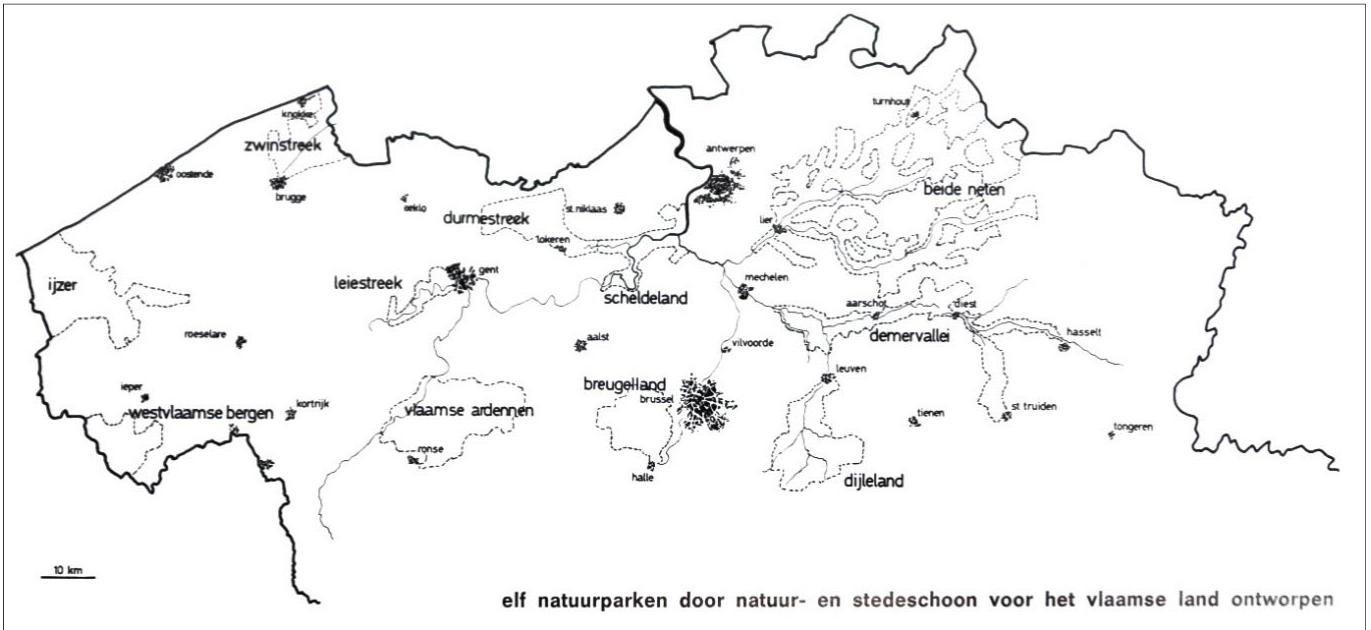 turnhout
knokke
zwinstreek
antwerpen
oostende
brugge
eeklo
beide neten
durmestreek
st.niklaas
lier
lokeren
gent
mechelen
ijzer
leiestreek
scheldeland
aarschot
diest
roeselare
aalst
vilvoorde
demervallei
hasselt
leuven
ieper
breugelland
brussel
kortrijk
westvlaamse bergen
vlaamse ardennen
tienen
st truiden
tongeren
ronse
halle
dijleland
10 km
elf natuurparken door natuur- en stedeschoon voor het vlaamse land ontworpen